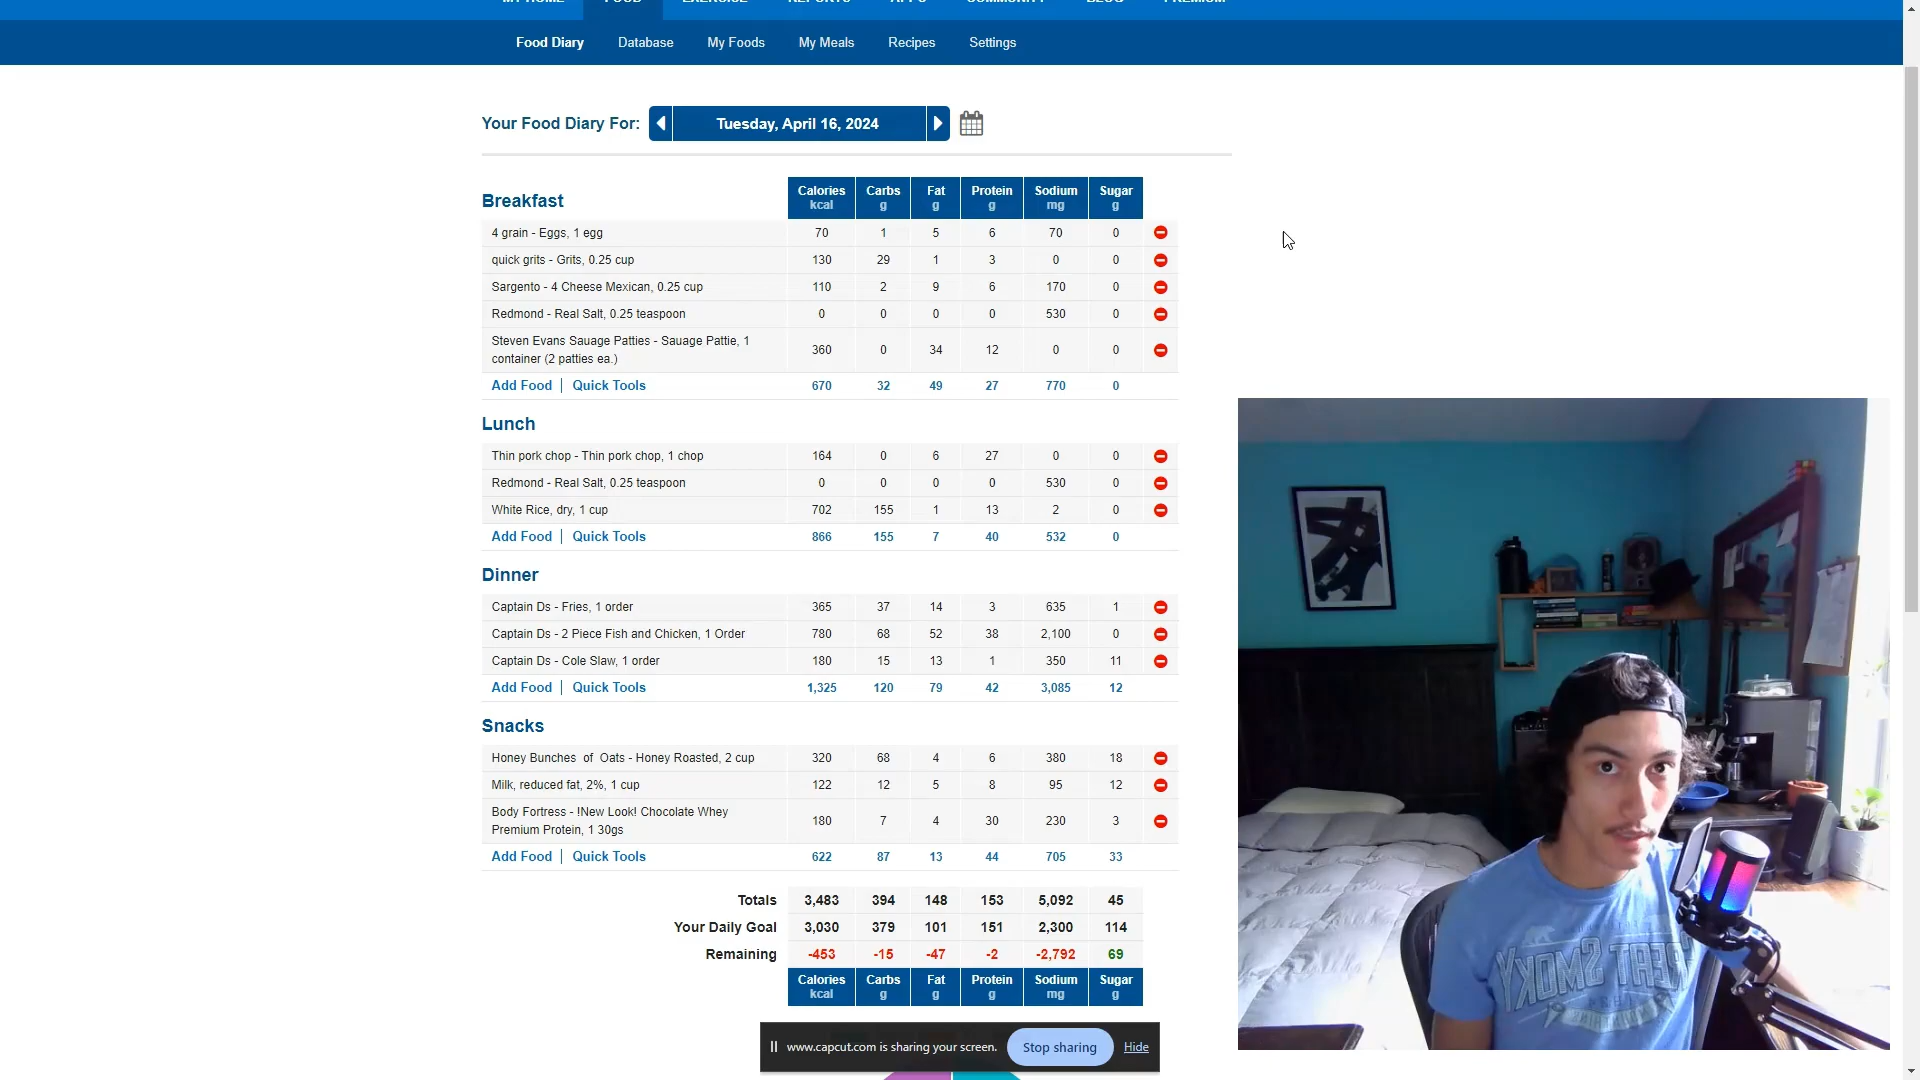 Food Diary Database My Foods My Meals Recipes Settings
Your Food Diary For: Tuesday, April 16, 2024
Breakfast Calories kcal Carbs g Fat g Protein g Sodium mg Sugar g
4 grain - Eggs, 1 egg 70 1 5 6 70 0
quick grits - Grits, 0.25 cup 130 29 1 3 0 0
Sargento - 4 Cheese Mexican, 0.25 cup 110 2 9 6 170 0
Redmond - Real Salt, 0.25 teaspoon 0 0 0 0 530 0
Steven Evans Sauage Patties - Sauage Pattie, 1
container (2 patties ea.) 360 0 34 12 0 0
Add Food | Quick Tools 670 32 49 27 770 0
Lunch
Thin pork chop - Thin pork chop, 1 chop 164 0 6 27 0 0
Redmond - Real Salt, 0.25 teaspoon 0 0 0 0 530 0
White Rice, dry, 1 cup 702 155 1 13 2 0
Add Food | Quick Tools 866 155 7 40 532 0
Dinner
Captain Ds - Fries, 1 order 365 37 14 3 635 1
Captain Ds - 2 Piece Fish and Chicken, 1 Order 780 68 52 38 2,100 0
Captain Ds - Cole Slaw, 1 order 180 15 13 1 350 11
Add Food | Quick Tools 1,325 120 79 42 3,085 12
Snacks
Honey Bunches of Oats - Honey Roasted, 2 cup 320 68 4 6 380 18
Milk, reduced fat, 2%, 1 cup 122 12 5 8 95 12
Body Fortress - !New Look! Chocolate Whey
Premium Protein, 1 30gs 180 7 4 30 230 3
Add Food | Quick Tools 622 87 13 44 705 33
Totals 3,483 394 148 153 5,092 45
Your Daily Goal 3,030 379 101 151 2,300 114
Remaining -453 -15 -47 -2 -2,792 69
Calories kcal Carbs g Fat g Protein g Sodium mg Sugar g
www.capcut.com is sharing your screen. Stop sharing Hide